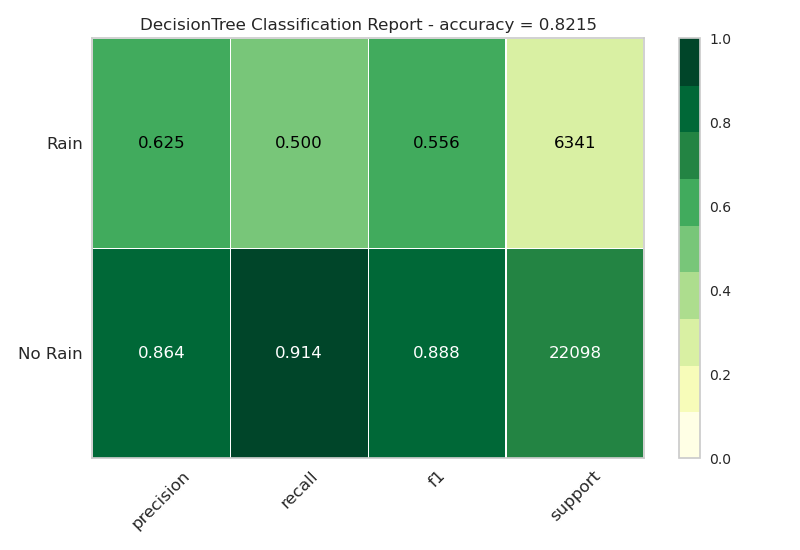 DecisionTree Classification Report - accuracy = 0.8215
Rain 0.625 0.500 0.556 6341
No Rain 0.864 0.914 0.888 22098
precision recall f1 support
1.0
0.8
0.6
0.4
0.2
0.0